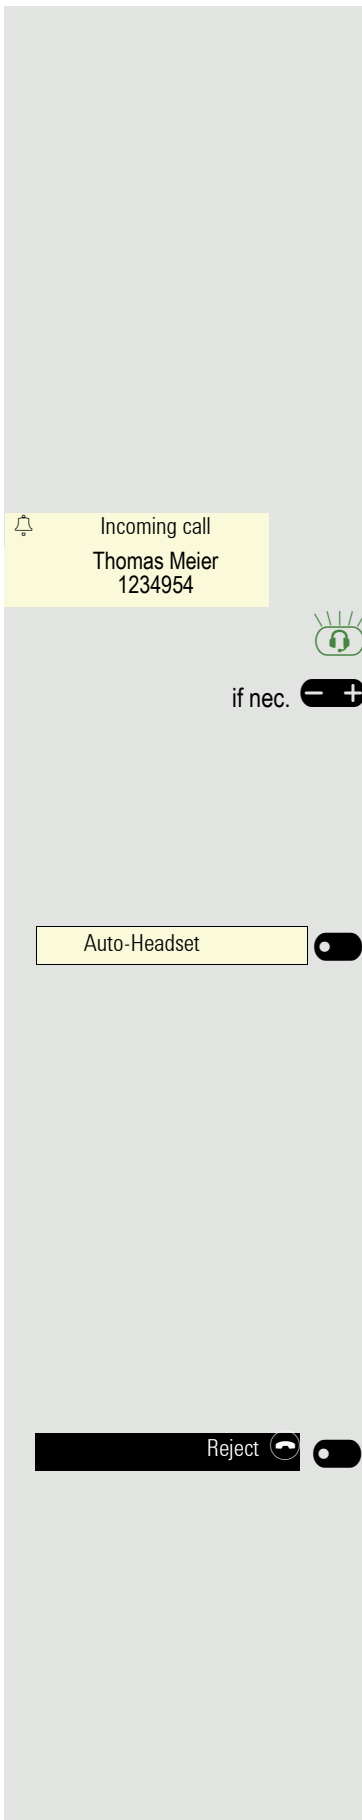 Incoming call
Thomas Meier
1234954
if nec. − +
Auto-Headset
Reject